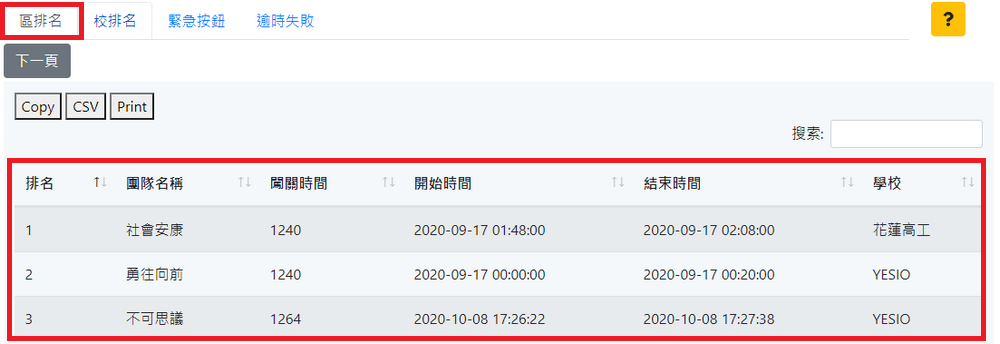 區排名 校排名 緊急按鈕 逾時失敗 ?
下一頁
Copy CSV Print
搜索:
排名 團隊名稱 闖關時間 開始時間 結束時間 學校
1 社會安康 1240 2020-09-17 01:48:00 2020-09-17 02:08:00 花蓮高工
2 勇往向前 1240 2020-09-17 00:00:00 2020-09-17 00:20:00 YESIO
3 不可思議 1264 2020-10-08 17:26:22 2020-10-08 17:27:38 YESIO